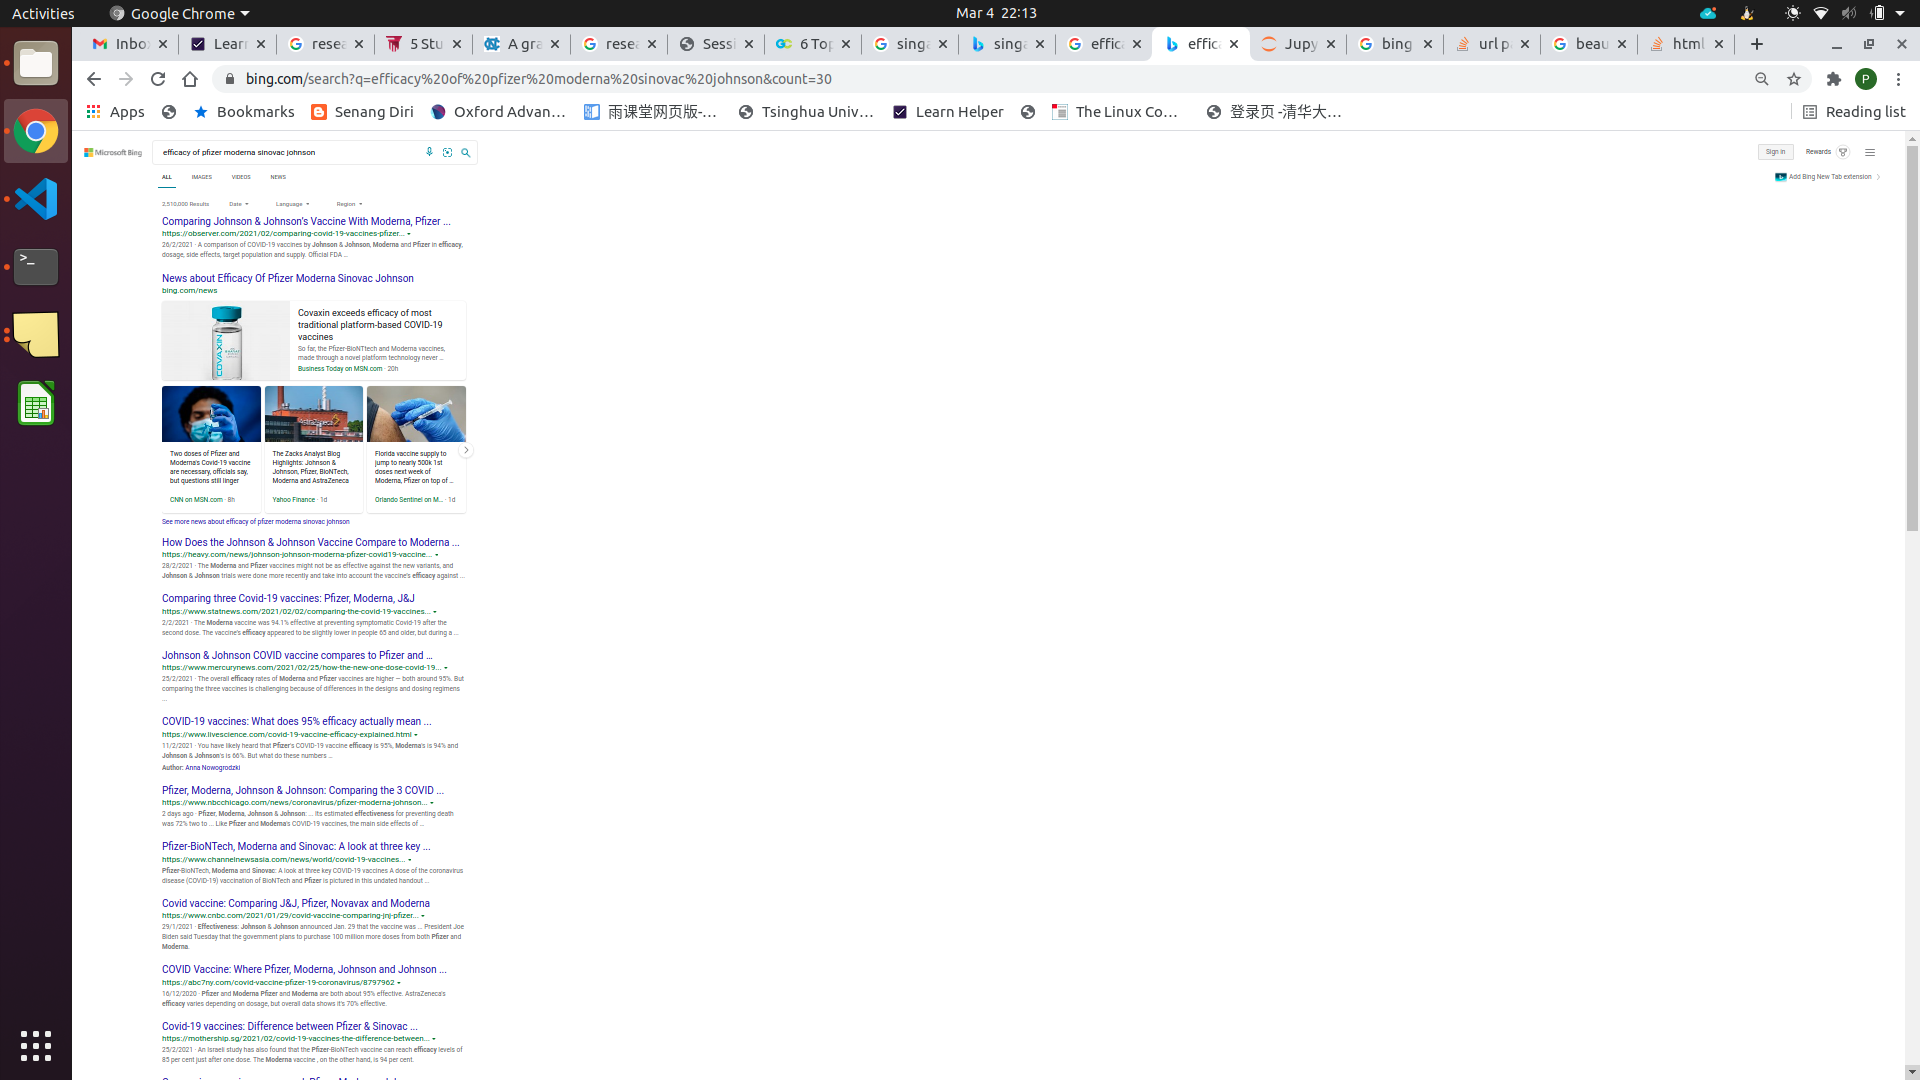 Activities
Google Chrome
Mar 4 22:13
Inbo
Lear
resea
5 Stu
A gra
resea
Sessi
6 Top
singa
singa
effica
effica
Jupy
bing
url p
beau
html
bing.com/search?q=efficacy%20of%20pfizer%20moderna%20sinovac%20johnson&count=30
P
Apps
Bookmarks
Senang Diri
Oxford Advan…
雨课堂网页版-…
Tsinghua Univ…
Learn Helper
The Linux Co…
登录页 -清华大…
Reading list
Microsoft Bing
efficacy of pfizer moderna sinovac johnson
Sign in
Rewards
ALL
IMAGES
VIDEOS
NEWS
Add Bing New Tab extension
2,510,000 Results
Date
Language
Region
Comparing Johnson & Johnson's Vaccine With Moderna, Pfizer ...
https://observer.com/2021/02/comparing-covid-19-vaccines-pfizer...
26/2/2021 · A comparison of COVID-19 vaccines by Johnson & Johnson, Moderna and Pfizer in efficacy,
dosage, side effects, target population and supply. Official FDA ...
News about Efficacy Of Pfizer Moderna Sinovac Johnson
bing.com/news
COVAXIN
Covaxin exceeds efficacy of most
traditional platform-based COVID-19
vaccines
So far, the Pfizer-BioNTtech and Moderna vaccines,
made through a novel platform technology never ...
Business Today on MSN.com · 20h
Two doses of Pfizer and
Moderna's Covid-19 vaccine
are necessary, officials say,
but questions still linger
CNN on MSN.com · 8h
AstraZeneca
The Zacks Analyst Blog
Highlights: Johnson &
Johnson, Pfizer, BioNTech,
Moderna and AstraZeneca
Yahoo Finance · 1d
Florida vaccine supply to
jump to nearly 500k 1st
doses next week of
Moderna, Pfizer on top of ...
Orlando Sentinel on M... · 1d
See more news about efficacy of pfizer moderna sinovac johnson
How Does the Johnson & Johnson Vaccine Compare to Moderna ...
https://heavy.com/news/johnson-johnson-moderna-pfizer-covid19-vaccine...
28/2/2021 · The Moderna and Pfizer vaccines might not be as effective against the new variants, and
Johnson & Johnson trials were done more recently and take into account the vaccine's efficacy against ...
Comparing three Covid-19 vaccines: Pfizer, Moderna, J&J
https://www.statnews.com/2021/02/02/comparing-the-covid-19-vaccines...
2/2/2021 · The Moderna vaccine was 94.1% effective at preventing symptomatic Covid-19 after the
second dose. The vaccine's efficacy appeared to be slightly lower in people 65 and older, but during a ...
Johnson & Johnson COVID vaccine compares to Pfizer and ...
https://www.mercurynews.com/2021/02/25/how-the-new-one-dose-covid-19...
25/2/2021 · The overall efficacy rates of Moderna and Pfizer vaccines are higher — both around 95%. But
comparing the three vaccines is challenging because of differences in the designs and dosing regimens
...
COVID-19 vaccines: What does 95% efficacy actually mean ...
https://www.livescience.com/covid-19-vaccine-efficacy-explained.html
11/2/2021 · You have likely heard that Pfizer's COVID-19 vaccine efficacy is 95%, Moderna's is 94% and
Johnson & Johnson's is 66%. But what do these numbers ...
Author: Anna Nowogrodzki
Pfizer, Moderna, Johnson & Johnson: Comparing the 3 COVID ...
https://www.nbcchicago.com/news/coronavirus/pfizer-moderna-johnson...
2 days ago · Pfizer, Moderna, Johnson & Johnson: ... Its estimated effectiveness for preventing death
was 72% two to ... Like Pfizer and Moderna's COVID-19 vaccines, the main side effects of ...
Pfizer-BioNTech, Moderna and Sinovac: A look at three key ...
https://www.channelnewsasia.com/news/world/covid-19-vaccines...
Pfizer-BioNTech, Moderna and Sinovac: A look at three key COVID-19 vaccines A dose of the coronavirus
disease (COVID-19) vaccination of BioNTech and Pfizer is pictured in this undated handout ...
Covid vaccine: Comparing J&J, Pfizer, Novavax and Moderna
https://www.cnbc.com/2021/01/29/covid-vaccine-comparing-jnj-pfizer...
29/1/2021 · Effectiveness: Johnson & Johnson announced Jan. 29 that the vaccine was ... President Joe
Biden said Tuesday that the government plans to purchase 100 million more doses from both Pfizer and
Moderna.
COVID Vaccine: Where Pfizer, Moderna, Johnson and Johnson ...
https://abc7ny.com/covid-vaccine-pfizer-19-coronavirus/8797962
16/12/2020 · Pfizer and Moderna Pfizer and Moderna are both about 95% effective. AstraZeneca's
efficacy varies depending on dosage, but overall data shows it's 70% effective.
Covid-19 vaccines: Difference between Pfizer & Sinovac ...
https://mothership.sg/2021/02/covid-19-vaccines-the-difference-between...
25/2/2021 · An Israeli study has also found that the Pfizer-BioNTech vaccine can reach efficacy levels of
85 per cent just after one dose. The Moderna vaccine , on the other hand, is 94 per cent.